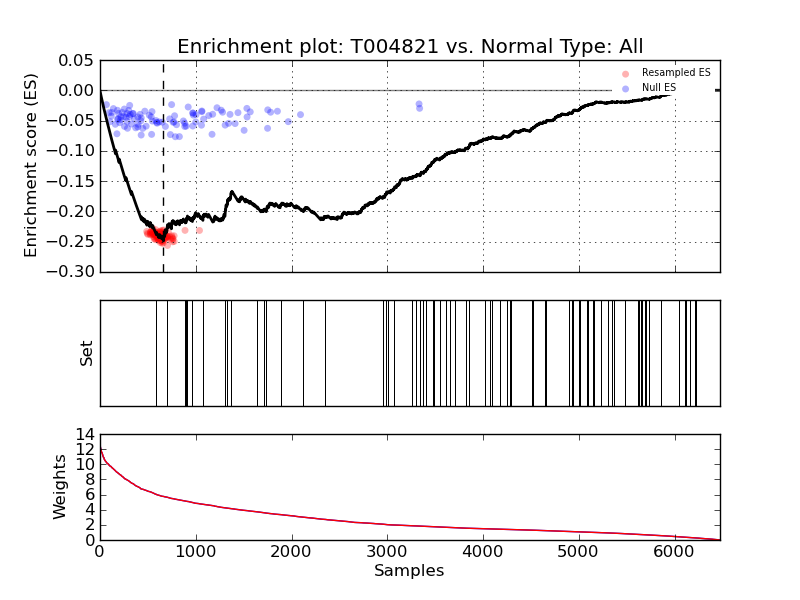 Enrichment plot: T004821 vs. Normal Type: All
Enrichment score (ES)
0.05
0.00
−0.05
−0.10
−0.15
−0.20
−0.25
−0.30
Resampled ES
Null ES
Set
Weights
14
12
10
8
6
4
2
0
0 1000 2000 3000 4000 5000 6000
Samples